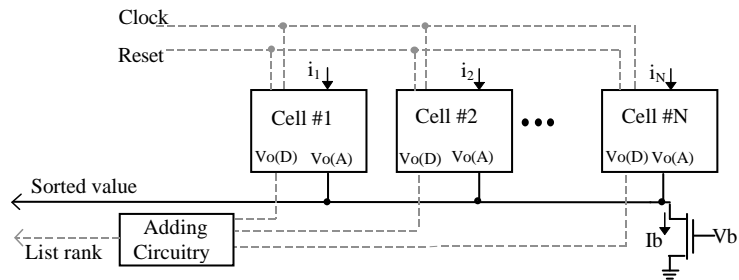 Clock
Reset
i1 i2 iN
Cell #1 Cell #2 Cell #N
Vo(D) Vo(A) Vo(D) Vo(A) Vo(D) Vo(A)
Sorted value
Adding
Circuitry
List rank
Ib
Vb